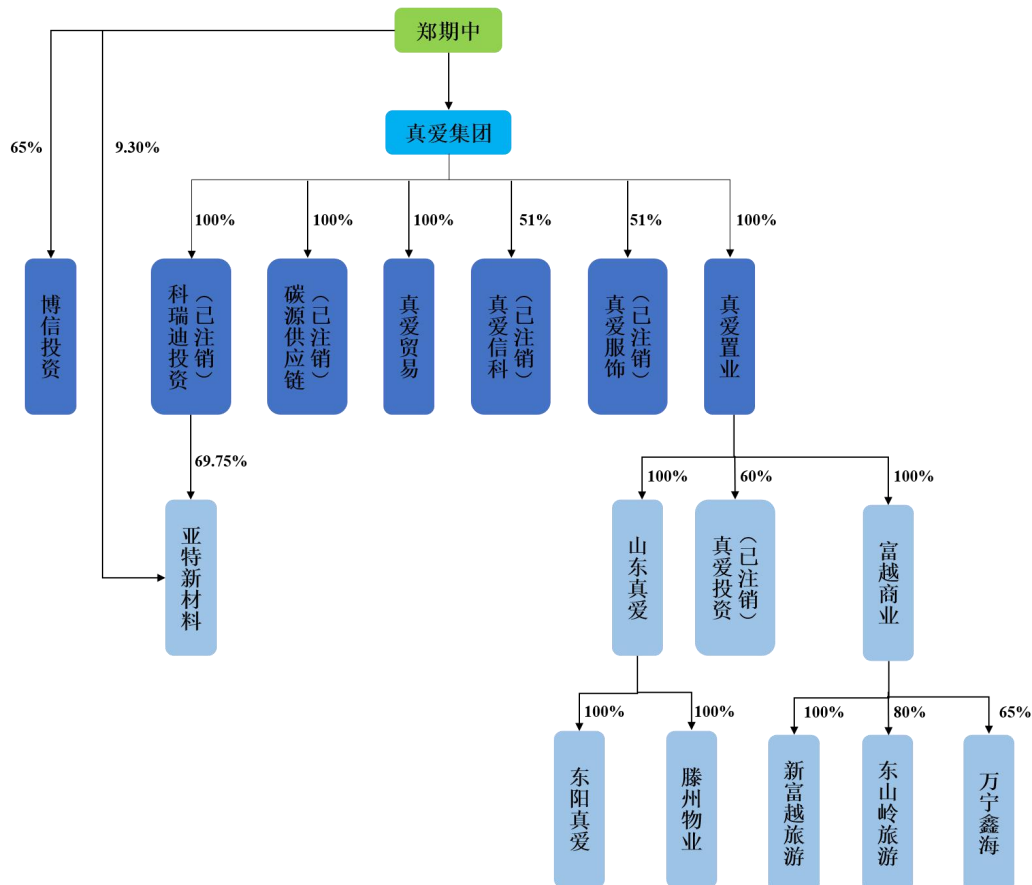 郑期中
真爱集团
65%
9.30%
100%
100%
100%
51%
51%
100%
博信投资
科瑞迪投资
（已注销）
碳源供应链
（已注销）
真爱贸易
真爱信科
（已注销）
真爱服饰
（已注销）
真爱置业
69.75%
100%
60%
100%
亚特新材料
山东真爱
真爱投资
（已注销）
富越商业
100%
100%
100%
80%
65%
东阳真爱
滕州物业
新富越旅游
东山岭旅游
万宁鑫海